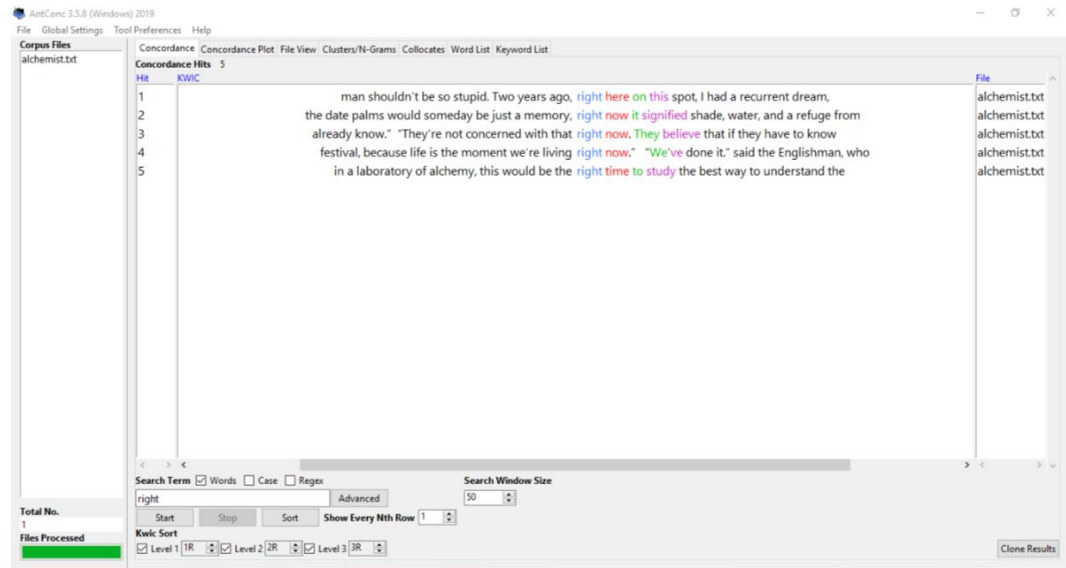 AntConc 3.5.8 (Windows) 2019
File Global Settings Tool Preferences Help
Corpus Files
alchemist.txt
Concordance Concordance Plot File View Clusters/N-Grams Collocates Word List Keyword List
Concordance Hits 5
Hit KWIC File
1 man shouldn't be so stupid. Two years ago, right here on this spot, I had a recurrent dream, alchemist.txt
2 the date palms would someday be just a memory, right now it signified shade, water, and a refuge from alchemist.txt
3 already know." "They're not concerned with that right now. They believe that if they have to know alchemist.txt
4 festival, because life is the moment we're living right now." "We've done it." said the Englishman, who alchemist.txt
5 in a laboratory of alchemy, this would be the right time to study the best way to understand the alchemist.txt
Search Term Words Case Regex Search Window Size
right Advanced 50
Start Stop Sort Show Every Nth Row 1
Kwic Sort
Level 1 1R Level 2 2R Level 3 3R Clone Results
Total No.
1
Files Processed